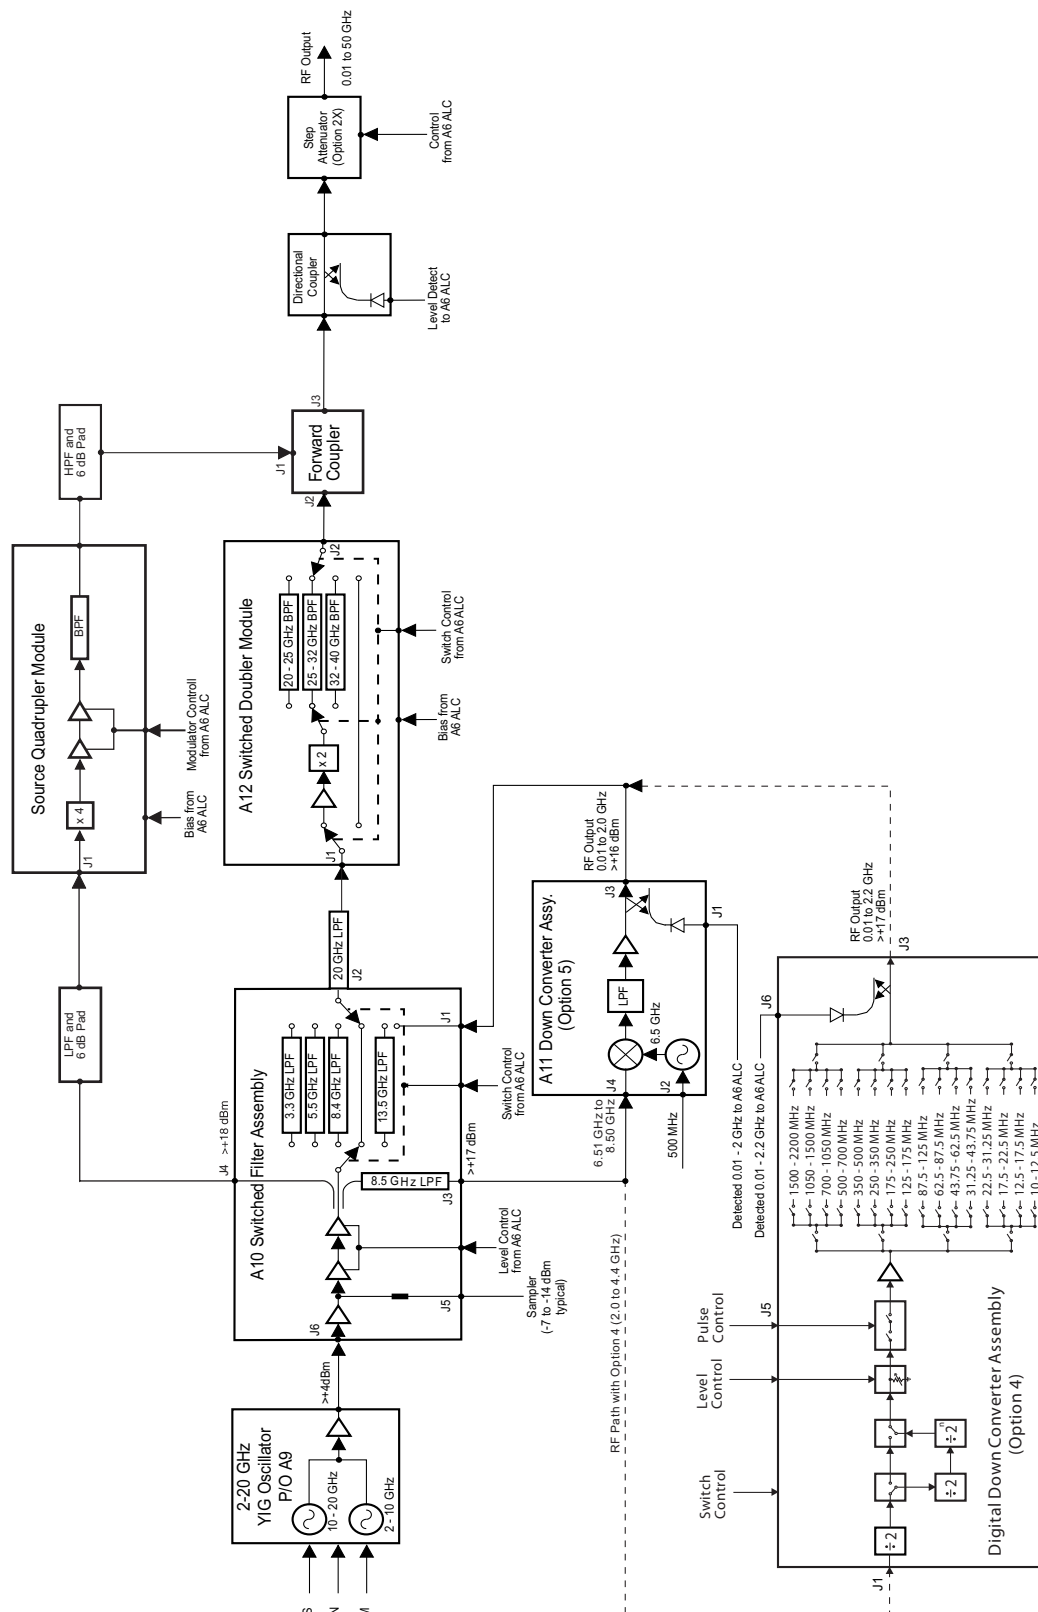 RF Output
0.01 to 50 GHz
Step
Attenuator
(Option 2X)
Control
from A6 ALC
Directional
Coupler
Level Detect
to A6 ALC
J3
Forward
Coupler
J1
J2
HPF and
6 dB Pad
Source Quadrupler Module
BPF
x 4
J1
Modulator Controll
from A6 ALC
Bias from
A6 ALC
LPF and
6 dB Pad
A12 Switched Doubler Module
J2
20 - 25 GHz BPF
25 - 32 GHz BPF
32 - 40 GHz BPF
x 2
J1
Switch Control
from A6 ALC
Bias from
A6 ALC
20 GHz LPF
J2
A10 Switched Filter Assembly
3.3 GHz LPF
5.5 GHz LPF
8.4 GHz LPF
13.5 GHz LPF
J1
Switch Control
from A6 ALC
J4
>+18 dBm
8.5 GHz LPF
J3
>+17 dBm
Level Control
from A6 ALC
J5
Sampler
(-7 to -14 dBm
typical)
J6
>+4dBm
2-20 GHz
YIG Oscillator
P/O A9
10 - 20 GHz
2 - 10 GHz
S
N
M
A11 Down Converter Assy.
(Option 5)
RF Output
0.01 to 2.0 GHz
>+16 dBm
J3
J1
LPF
6.5 GHz
J4
J2
6.51 GHz to
8.50 GHz
500 MHz
Detected 0.01 - 2 GHz to A6 ALC
Detected 0.01 - 2.2 GHz to A6 ALC
RF Path with Option 4 (2.0 to 4.4 GHz)
RF Output
0.01 to 2.2 GHz
>+17 dBm
J3
J6
1500 - 2200 MHz
1050 - 1500 MHz
700 - 1050 MHz
500 - 700 MHz
350 - 500 MHz
250 - 350 MHz
175 - 250 MHz
125 - 175 MHz
87.5 - 125 MHz
62.5 - 87.5 MHz
43.75 - 62.5 MHz
31.25 - 43.75 MHz
22.5 - 31.25 MHz
17.5 - 22.5 MHz
12.5 - 17.5 MHz
10 - 12.5 MHz
J5
Pulse
Control
Level
Control
Switch
Control
÷ 2
÷ 2
÷ 2 n
J1
Digital Down Converter Assembly
(Option 4)